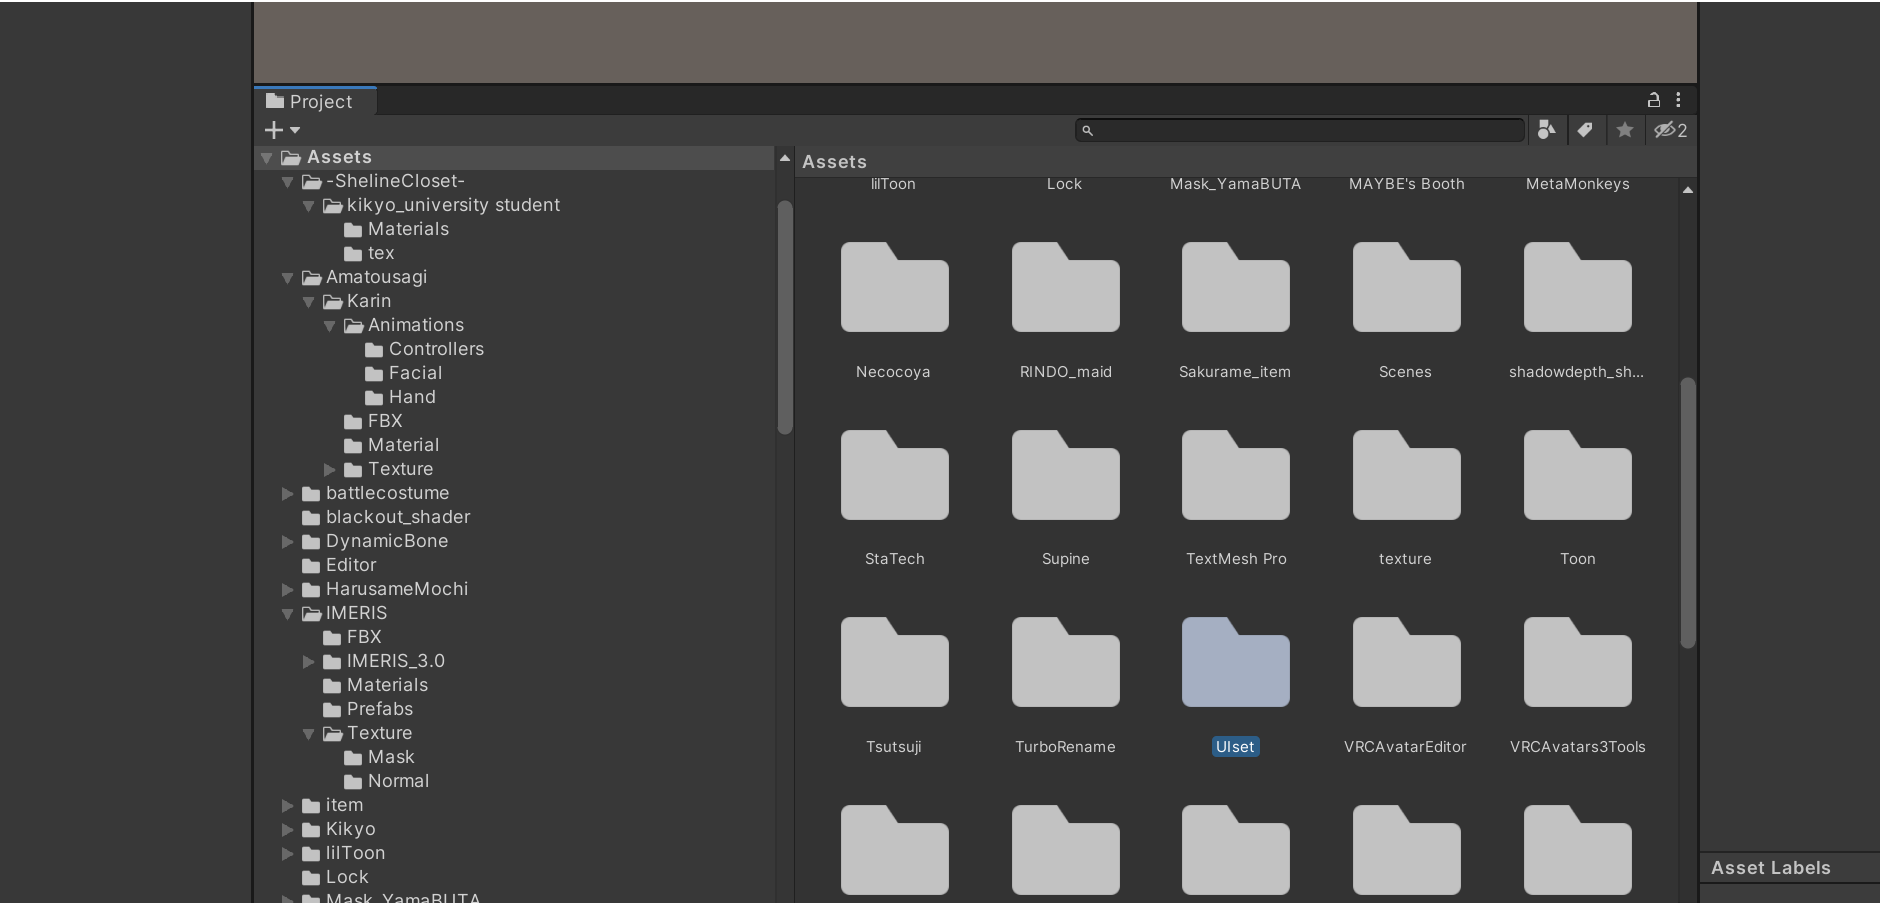 Project
2
Assets
-ShelineCloset-
kikyo_university student
Materials
tex
Amatousagi
Karin
Animations
Controllers
Facial
Hand
FBX
Material
Texture
battlecostume
blackout_shader
DynamicBone
Editor
HarusameMochi
IMERIS
FBX
IMERIS_3.0
Materials
Prefabs
Texture
Mask
Normal
item
Kikyo
lilToon
Lock
Mask_YamaBUTA
Assets
lilToon Lock Mask_YamaBUTA MAYBE's Booth MetaMonkeys
Necocoya RINDO_maid Sakurame_item Scenes shadowdepth_sh...
StaTech Supine TextMesh Pro texture Toon
Tsutsuji TurboRename UIset VRCAvatarEditor VRCAvatars3Tools
Asset Labels